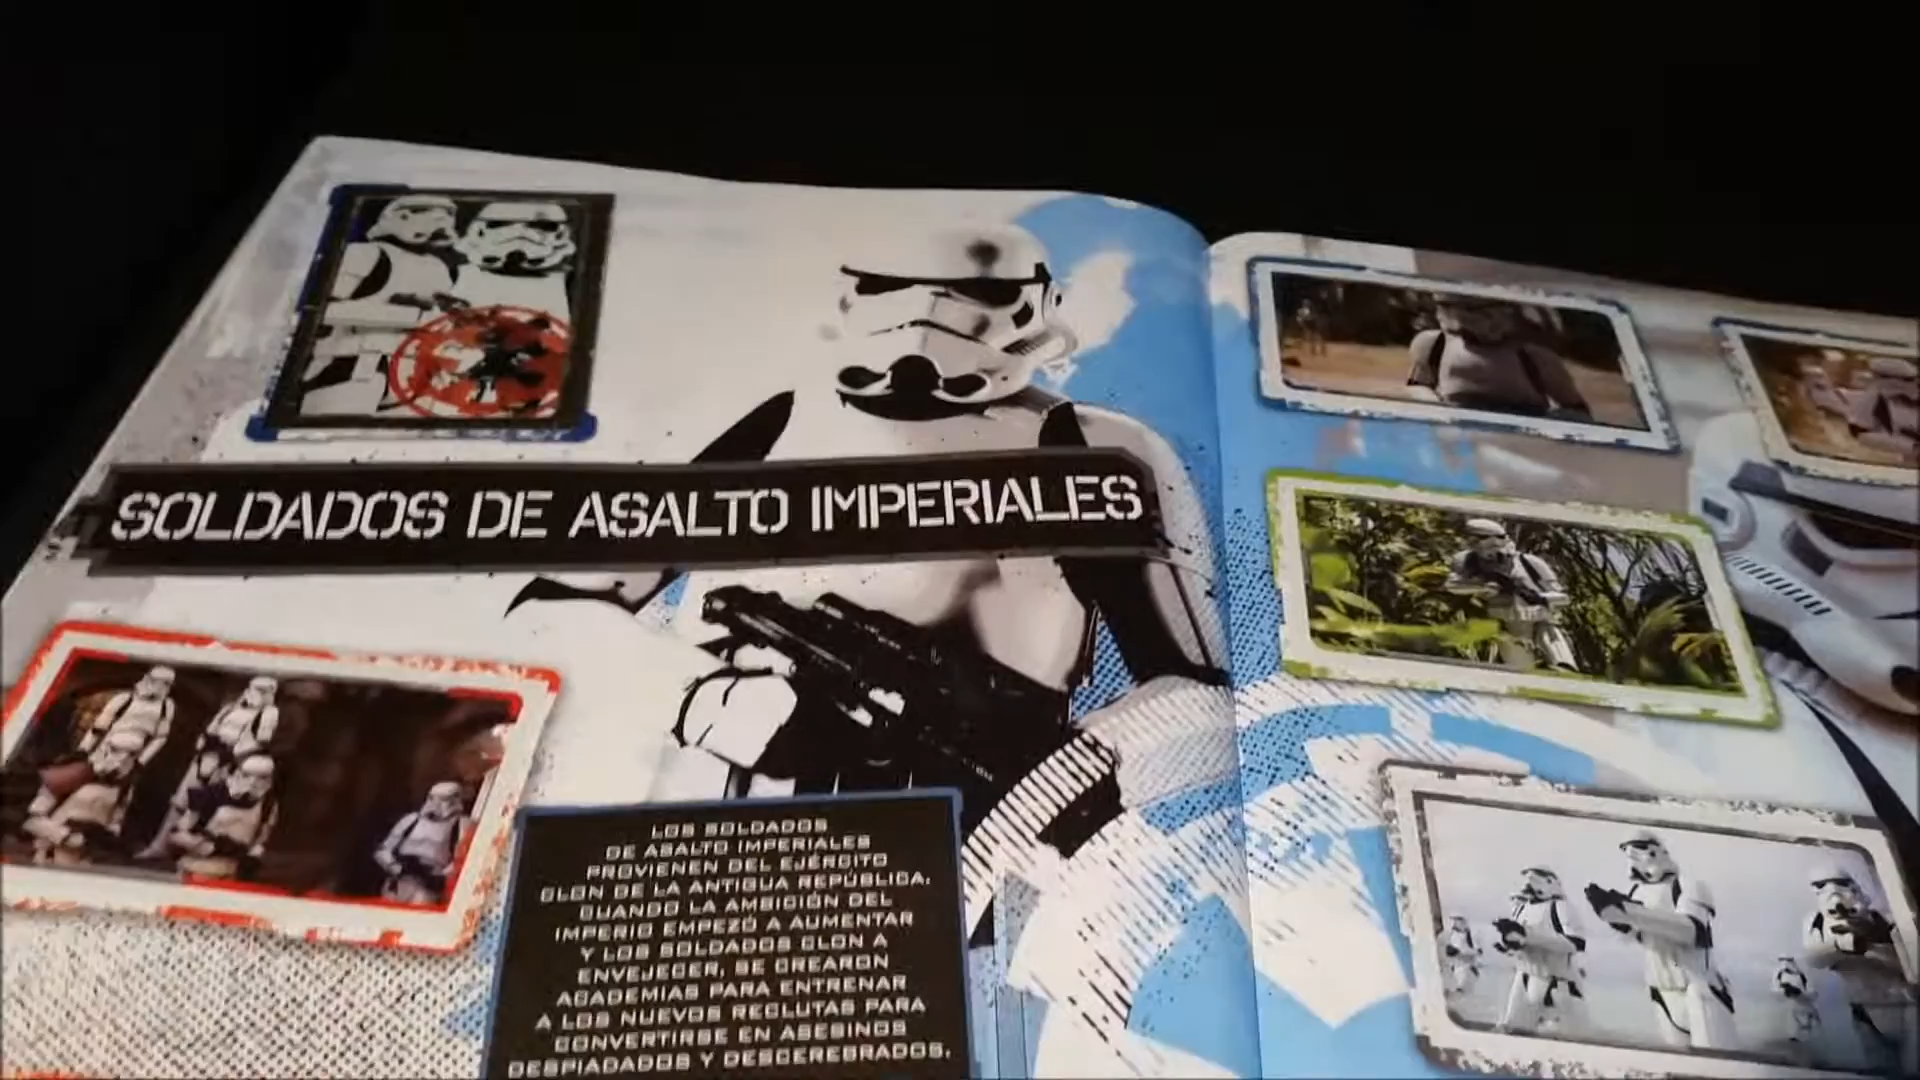 SOLDADOS DE ASALTO IMPERIALES
LOS SOLDADOS
DE ASALTO IMPERIALES
PROVIENEN DEL EJÉRCITO
CLON DE LA ANTIGUA REPÚBLICA.
CUANDO LA AMBICIÓN DEL
IMPERIO EMPEZÓ A AUMENTAR
Y LOS SOLDADOS CLON A
ENVEJECER, SE CREARON
ACADEMIAS PARA ENTRENAR
A LOS NUEVOS RECLUTAS PARA
CONVERTIRSE EN ASESINOS
DESPIADADOS Y DESCEREBRADOS.